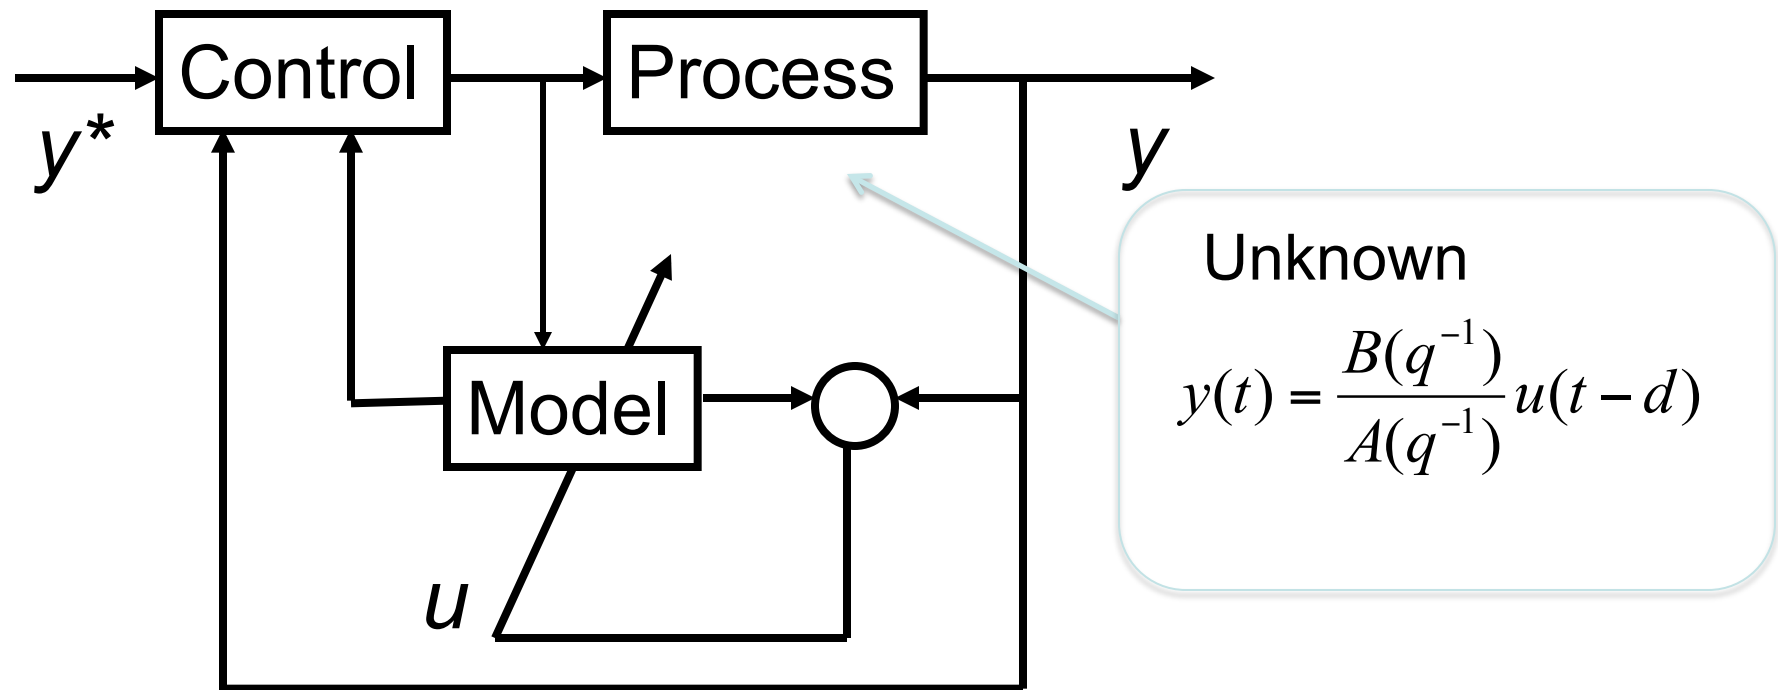 Control
Process
y*
y
Unknown
y(t) = B(q⁻¹)/A(q⁻¹) u(t − d)
Model
u